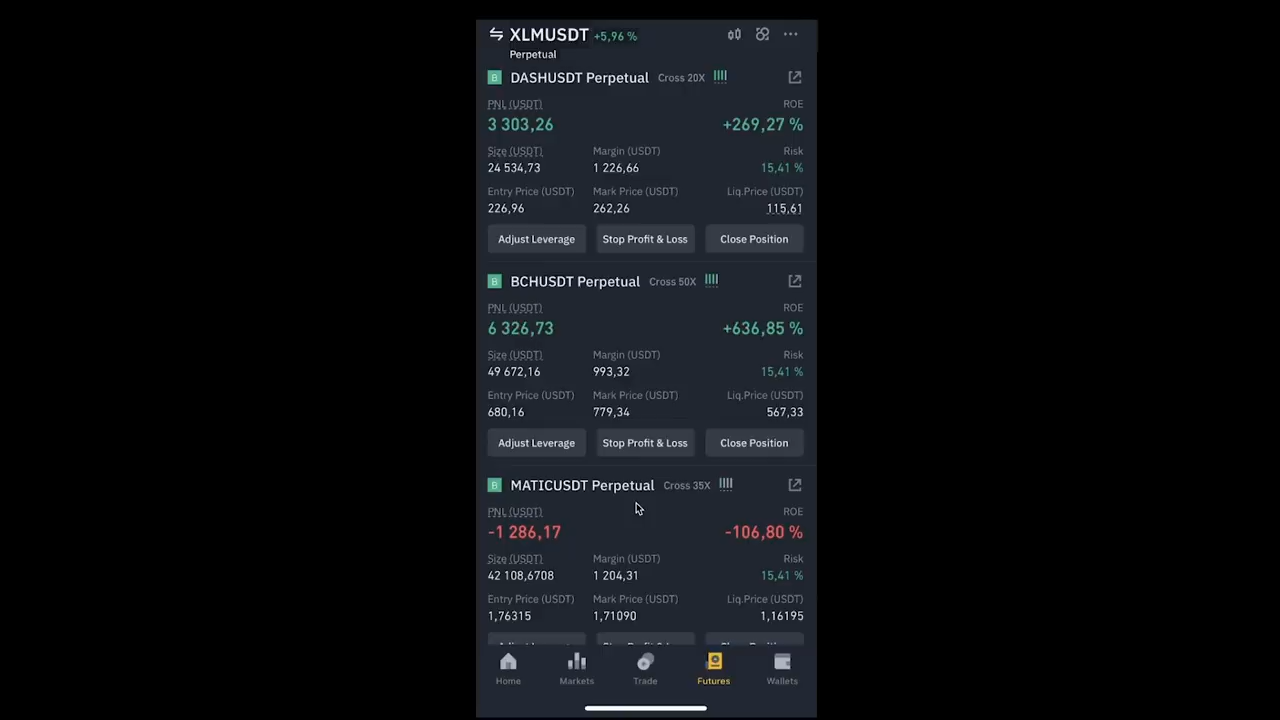 XLMUSDT +5,96 %
Perpetual
B DASHUSDT Perpetual Cross 20X
PNL (USDT) ROE
3 303,26 +269,27 %
Size (USDT) Margin (USDT) Risk
24 534,73 1 226,66 15,41 %
Entry Price (USDT) Mark Price (USDT) Liq.Price (USDT)
226,96 262,26 115,61
Adjust Leverage Stop Profit & Loss Close Position
B BCHUSDT Perpetual Cross 50X
PNL (USDT) ROE
6 326,73 +636,85 %
Size (USDT) Margin (USDT) Risk
49 672,16 993,32 15,41 %
Entry Price (USDT) Mark Price (USDT) Liq.Price (USDT)
680,16 779,34 567,33
Adjust Leverage Stop Profit & Loss Close Position
B MATICUSDT Perpetual Cross 35X
PNL (USDT) ROE
-1 286,17 -106,80 %
Size (USDT) Margin (USDT) Risk
42 108,6708 1 204,31 15,41 %
Entry Price (USDT) Mark Price (USDT) Liq.Price (USDT)
1,76315 1,71090 1,16195
Home Markets Trade Futures Wallets